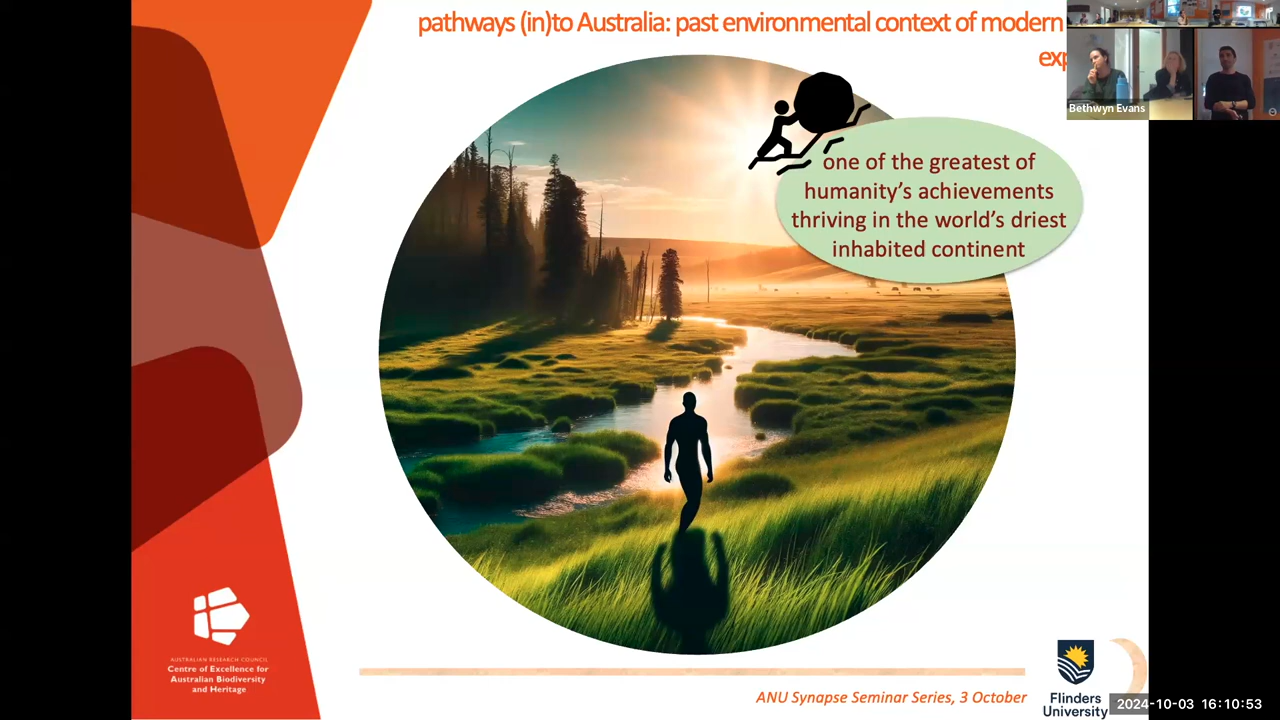 pathways (in)to Australia: past environmental context of modern
Bethwyn Evans
one of the greatest of
humanity's achievements
thriving in the world's driest
inhabited continent
AUSTRALIAN RESEARCH COUNCIL
Centre of Excellence for
Australian Biodiversity
and Heritage
ANU Synapse Seminar Series, 3 October
Flinders
University
2024-10-03 16:10:53